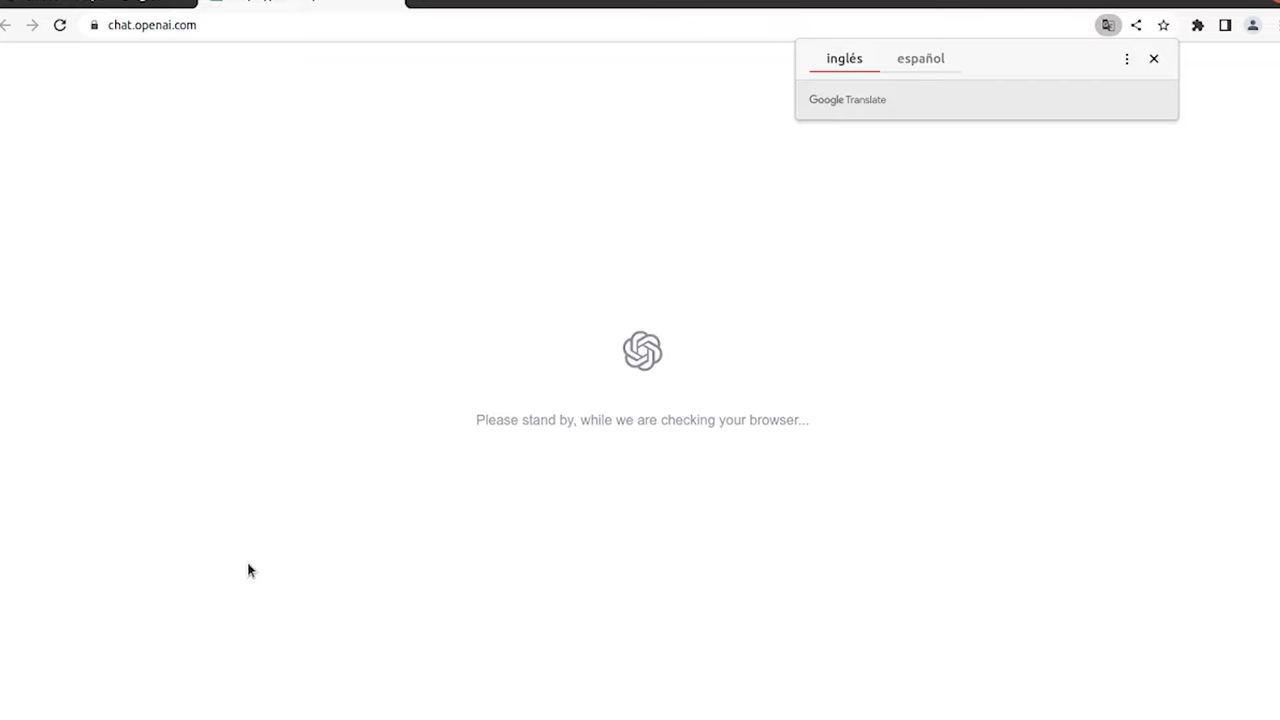 chat.openai.com
inglés español
Google Translate
Please stand by, while we are checking your browser...